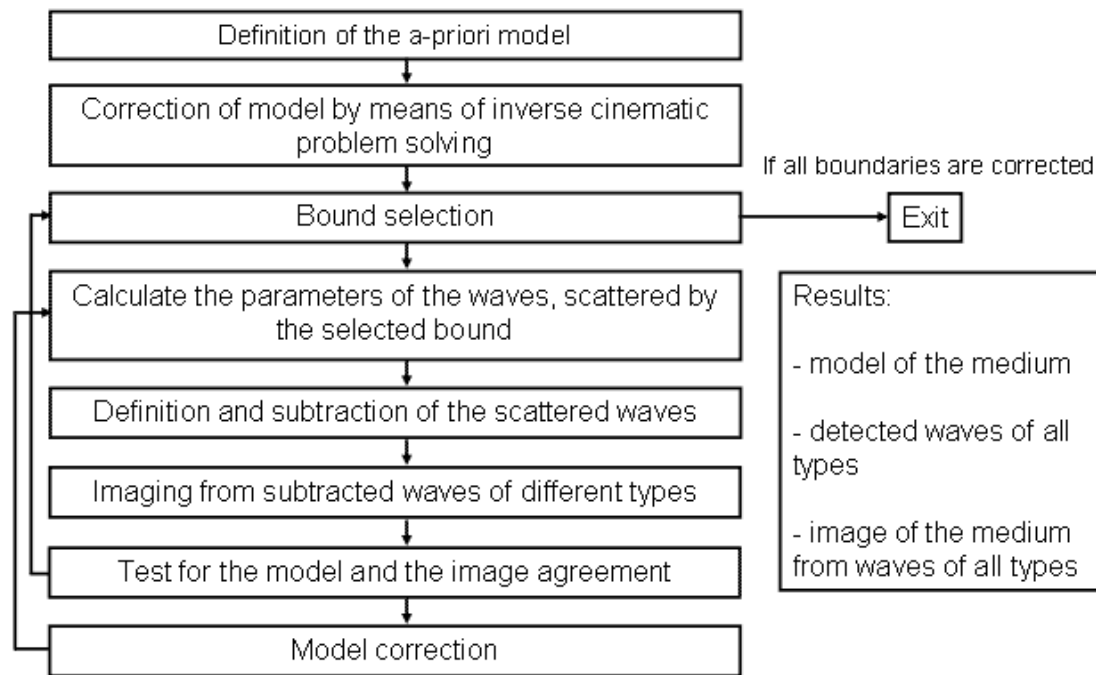 Definition of the a-priori model
Correction of model by means of inverse cinematic
problem solving
If all boundaries are corrected
Bound selection
Exit
Calculate the parameters of the waves, scattered by
the selected bound
Definition and subtraction of the scattered waves
Imaging from subtracted waves of different types
Test for the model and the image agreement
Model correction
Results:
- model of the medium
- detected waves of all
types
- image of the medium
from waves of all types